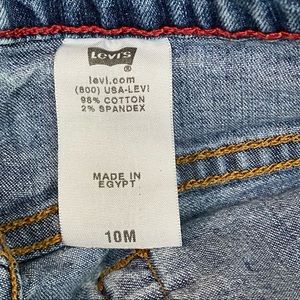 Levi's
®
levi.com
(800) USA-LEVI
98% COTTON
2% SPANDEX
MADE IN
EGYPT
10M